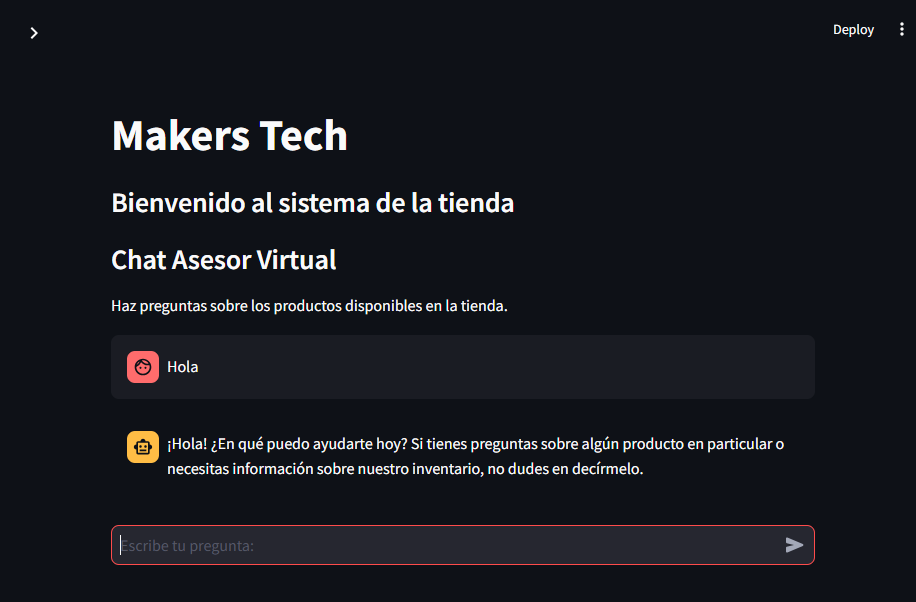 Deploy
Makers Tech
Bienvenido al sistema de la tienda
Chat Asesor Virtual
Haz preguntas sobre los productos disponibles en la tienda.
Hola
¡Hola! ¿En qué puedo ayudarte hoy? Si tienes preguntas sobre algún producto en particular o
necesitas información sobre nuestro inventario, no dudes en decírmelo.
Escribe tu pregunta: